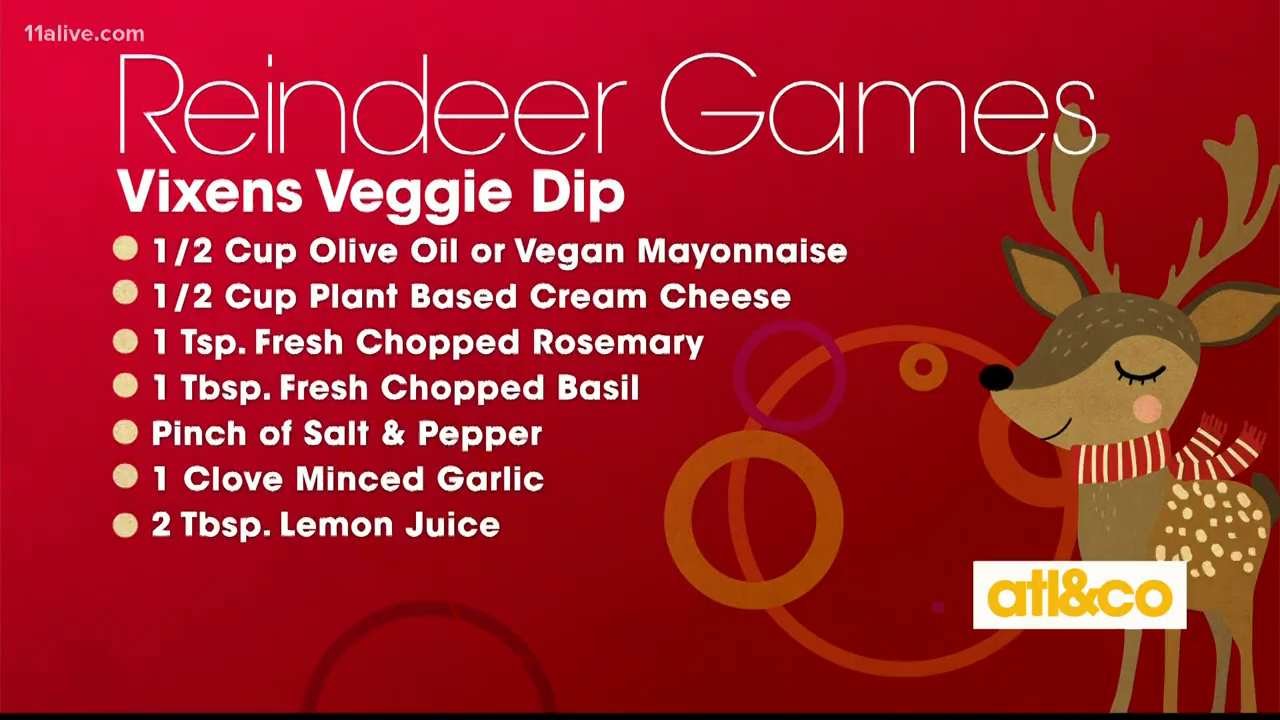 11alive.com
Reindeer Games
Vixens Veggie Dip
1/2 Cup Olive Oil or Vegan Mayonnaise
1/2 Cup Plant Based Cream Cheese
1 Tsp. Fresh Chopped Rosemary
1 Tbsp. Fresh Chopped Basil
Pinch of Salt & Pepper
1 Clove Minced Garlic
2 Tbsp. Lemon Juice
atl&co